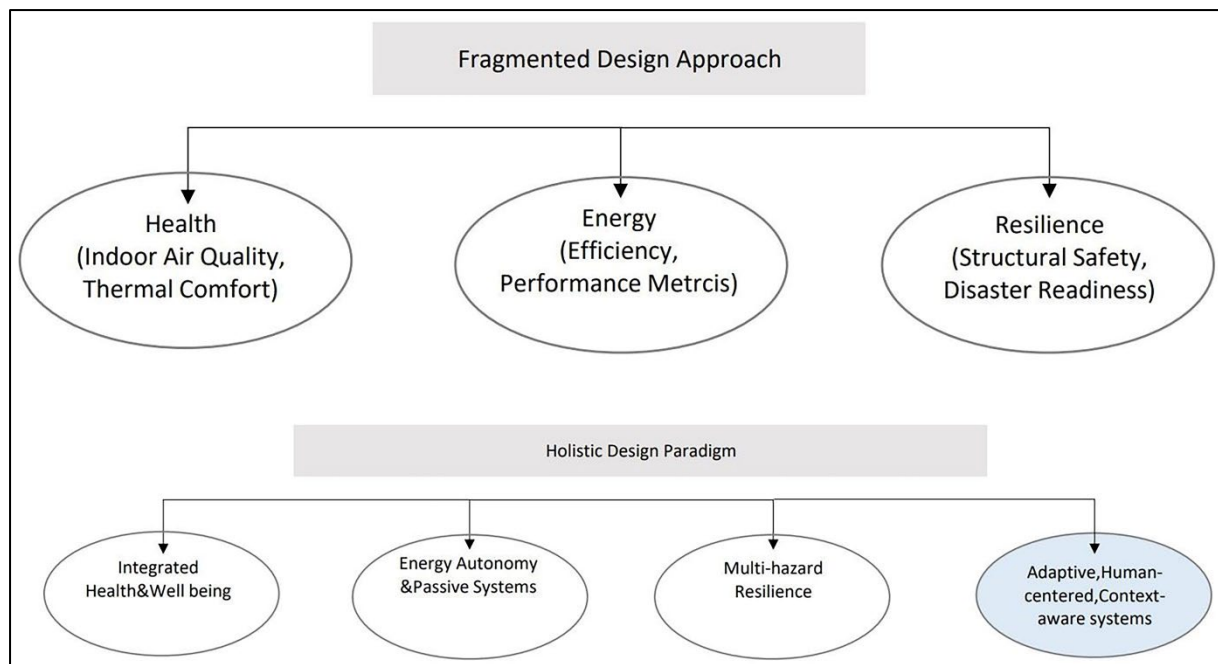 Fragmented Design Approach
Health
(Indoor Air Quality,
Thermal Comfort)
Energy
(Efficiency,
Performance Metrcis)
Resilience
(Structural Safety,
Disaster Readiness)
Holistic Design Paradigm
Integrated
Health&Well being
Energy Autonomy
&Passive Systems
Multi-hazard
Resilience
Adaptive,Human-
centered,Context-
aware systems